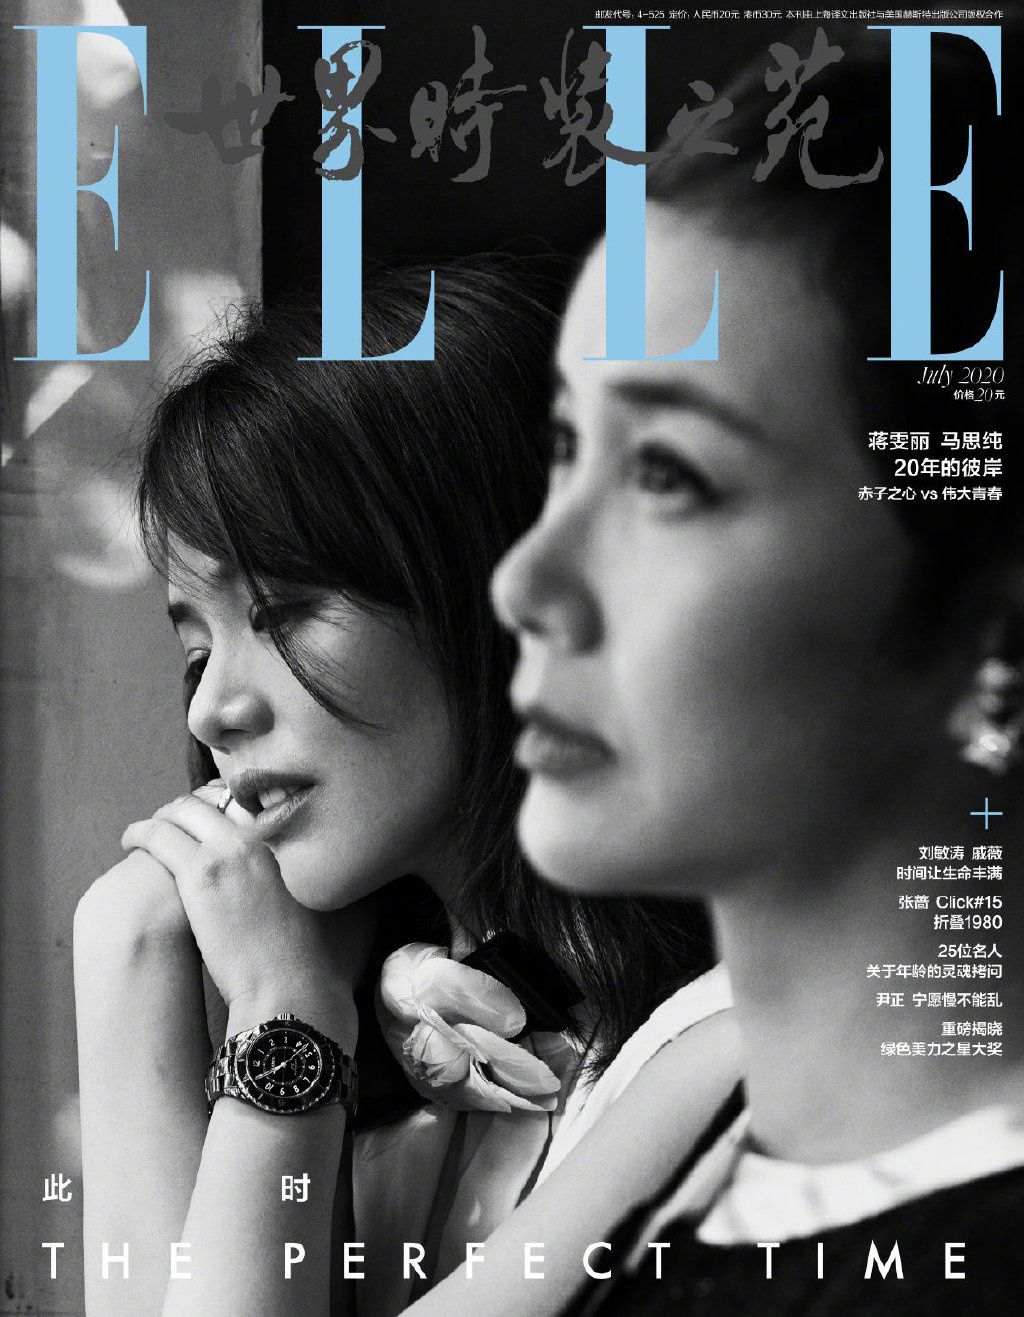 邮发代号：4-525 定价：人民币20元 港币30元 本刊由上海译文出版社与美国赫斯特出版公司版权合作
ELLE
世界時裝之苑
July 2020
价格20元
蒋雯丽 马思纯
20年的彼岸
赤子之心 vs 伟大青春
+
刘敏涛 戚薇
时间让生命丰满
张蔷 Click#15
折叠1980
25位名人
关于年龄的灵魂拷问
尹正 宁愿慢不能乱
重磅揭晓
绿色美力之星大奖
此 时
THE PERFECT TIME